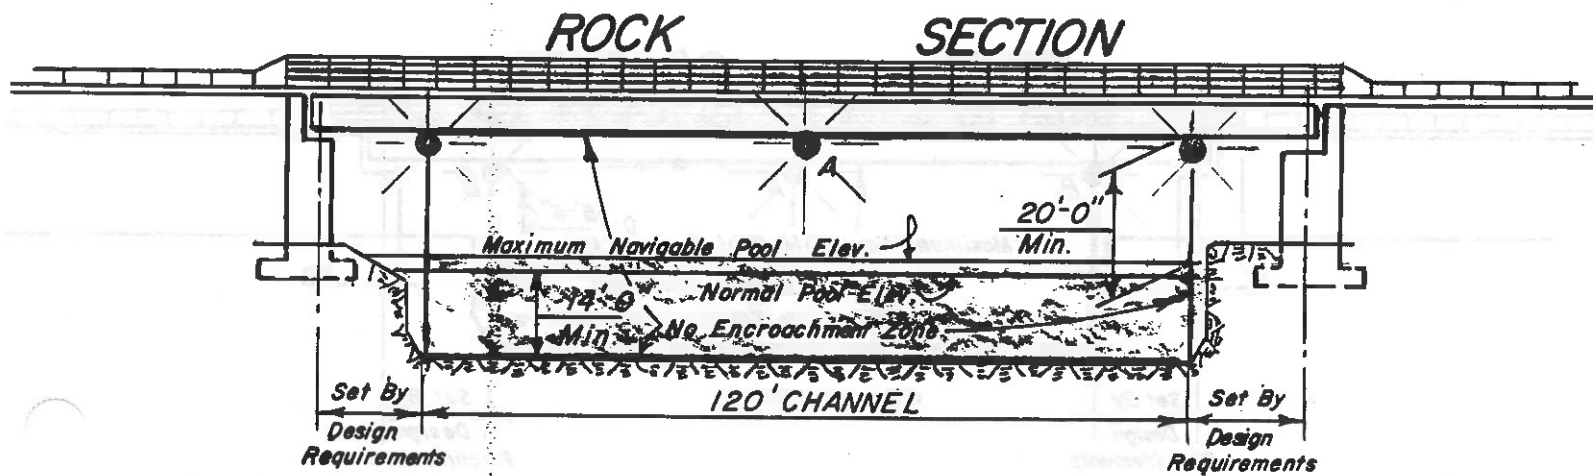 ROCK SECTION
A
20'-0"
Min.
Maximum Navigable Pool Elev.
Normal Pool Elev
14'-0
Min
No Encroachment Zone
120' CHANNEL
Set By
Design
Requirements
Set By
Design
Requirements